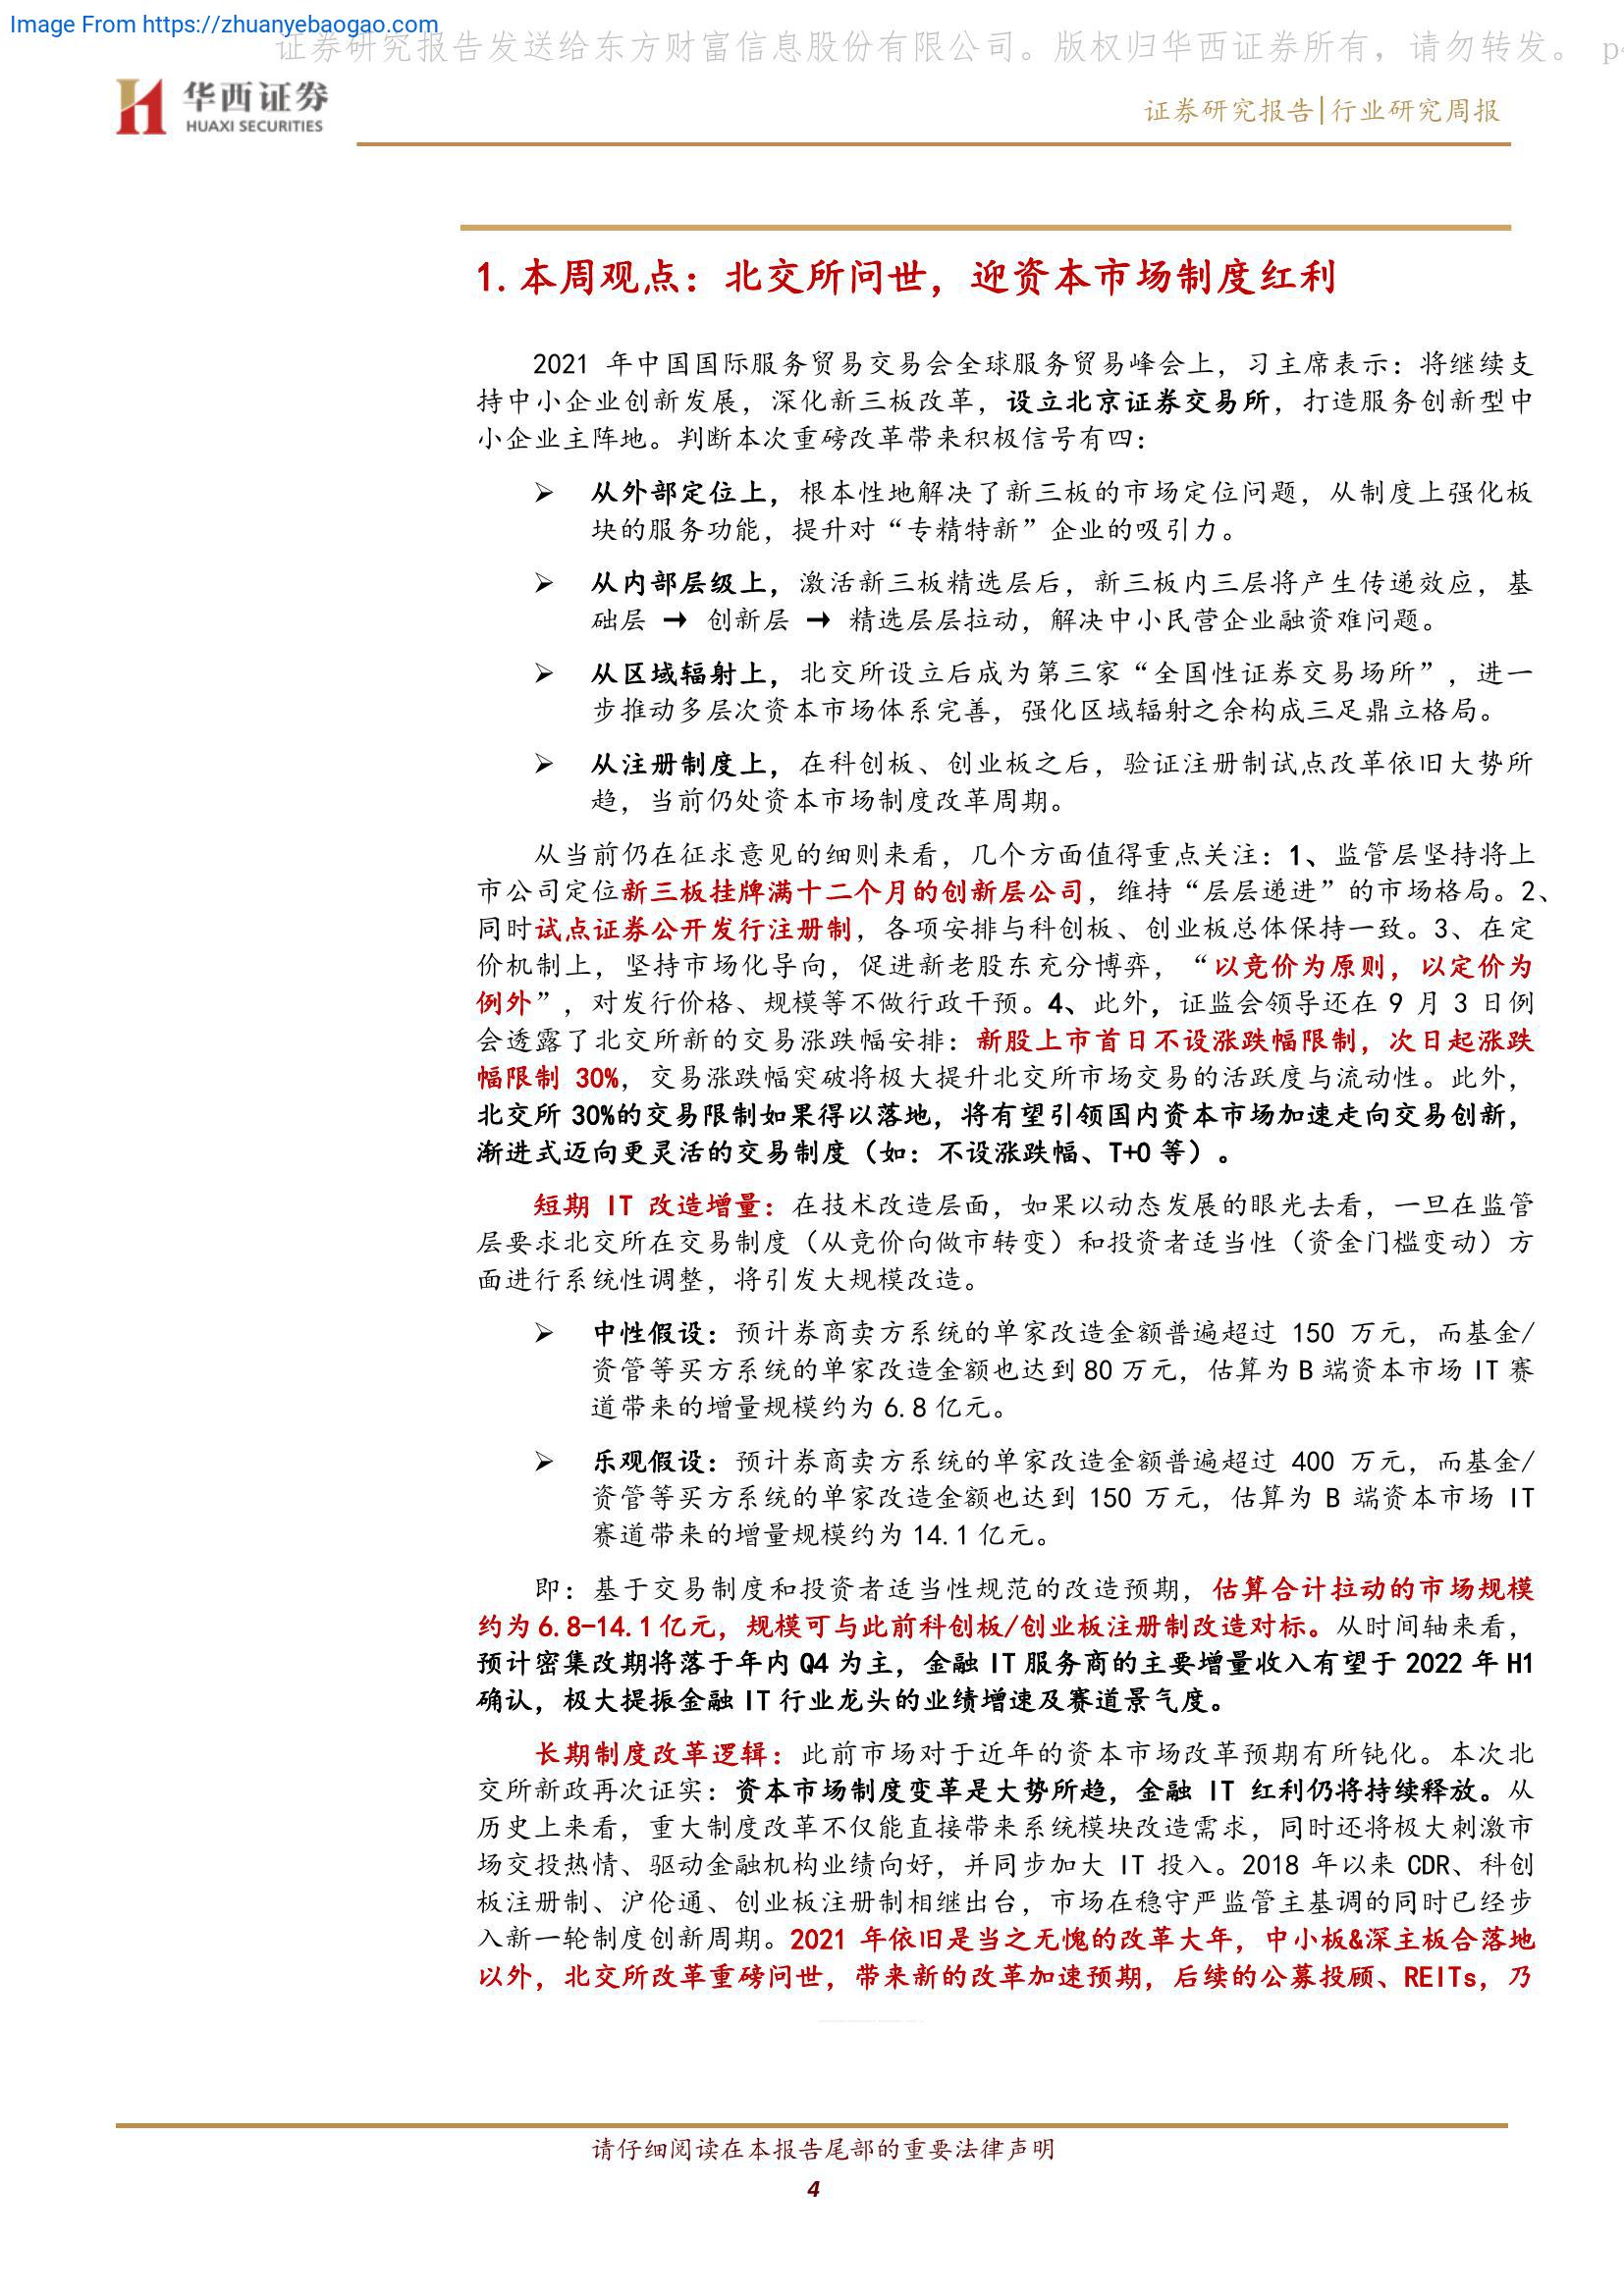 Image From https://zhuanyebaogao.com
证券研究报告发送给东方财富信息股份有限公司。版权归华西证券所有，请勿转发。 p
华西证券
HUAXI SECURITIES
证券研究报告|行业研究周报
1. 本周观点：北交所问世，迎资本市场制度红利
2021 年中国国际服务贸易交易会全球服务贸易峰会上，习主席表示：将继续支
持中小企业创新发展，深化新三板改革，设立北京证券交易所，打造服务创新型中
小企业主阵地。判断本次重磅改革带来积极信号有四：
➢ 从外部定位上，根本性地解决了新三板的市场定位问题，从制度上强化板
块的服务功能，提升对“专精特新”企业的吸引力。
➢ 从内部层级上，激活新三板精选层后，新三板内三层将产生传递效应，基
础层 → 创新层 → 精选层层拉动，解决中小民营企业融资难问题。
➢ 从区域辐射上，北交所设立后成为第三家“全国性证券交易场所”，进一
步推动多层次资本市场体系完善，强化区域辐射之余构成三足鼎立格局。
➢ 从注册制度上，在科创板、创业板之后，验证注册制试点改革依旧大势所
趋，当前仍处资本市场制度改革周期。
从当前仍在征求意见的细则来看，几个方面值得重点关注：1、监管层坚持将上
市公司定位新三板挂牌满十二个月的创新层公司，维持“层层递进”的市场格局。2、
同时试点证券公开发行注册制，各项安排与科创板、创业板总体保持一致。3、在定
价机制上，坚持市场化导向，促进新老股东充分博弈，“以竞价为原则，以定价为
例外”，对发行价格、规模等不做行政干预。4、此外，证监会领导还在 9 月 3 日例
会透露了北交所新的交易涨跌幅安排：新股上市首日不设涨跌幅限制，次日起涨跌
幅限制 30%，交易涨跌幅突破将极大提升北交所市场交易的活跃度与流动性。此外，
北交所 30%的交易限制如果得以落地，将有望引领国内资本市场加速走向交易创新，
渐进式迈向更灵活的交易制度（如：不设涨跌幅、T+0 等）。
短期 IT 改造增量：在技术改造层面，如果以动态发展的眼光去看，一旦在监管
层要求北交所在交易制度（从竞价向做市转变）和投资者适当性（资金门槛变动）方
面进行系统性调整，将引发大规模改造。
➢ 中性假设：预计券商卖方系统的单家改造金额普遍超过 150 万元，而基金/
资管等买方系统的单家改造金额也达到 80 万元，估算为 B 端资本市场 IT 赛
道带来的增量规模约为 6.8 亿元。
➢ 乐观假设：预计券商卖方系统的单家改造金额普遍超过 400 万元，而基金/
资管等买方系统的单家改造金额也达到 150 万元，估算为 B 端资本市场 IT
赛道带来的增量规模约为 14.1 亿元。
即：基于交易制度和投资者适当性规范的改造预期，估算合计拉动的市场规模
约为 6.8-14.1 亿元，规模可与此前科创板/创业板注册制改造对标。从时间轴来看，
预计密集改期将落于年内 Q4 为主，金融 IT 服务商的主要增量收入有望于 2022 年 H1
确认，极大提振金融 IT 行业龙头的业绩增速及赛道景气度。
长期制度改革逻辑：此前市场对于近年的资本市场改革预期有所钝化。本次北
交所新政再次证实：资本市场制度变革是大势所趋，金融 IT 红利仍将持续释放。从
历史上来看，重大制度改革不仅能直接带来系统模块改造需求，同时还将极大刺激市
场交投热情、驱动金融机构业绩向好，并同步加大 IT 投入。2018 年以来 CDR、科创
板注册制、沪伦通、创业板注册制相继出台，市场在稳守严监管主基调的同时已经步
入新一轮制度创新周期。2021 年依旧是当之无愧的改革大年，中小板&深主板合落地
以外，北交所改革重磅问世，带来新的改革加速预期，后续的公募投顾、REITs，乃
请仔细阅读在本报告尾部的重要法律声明
4